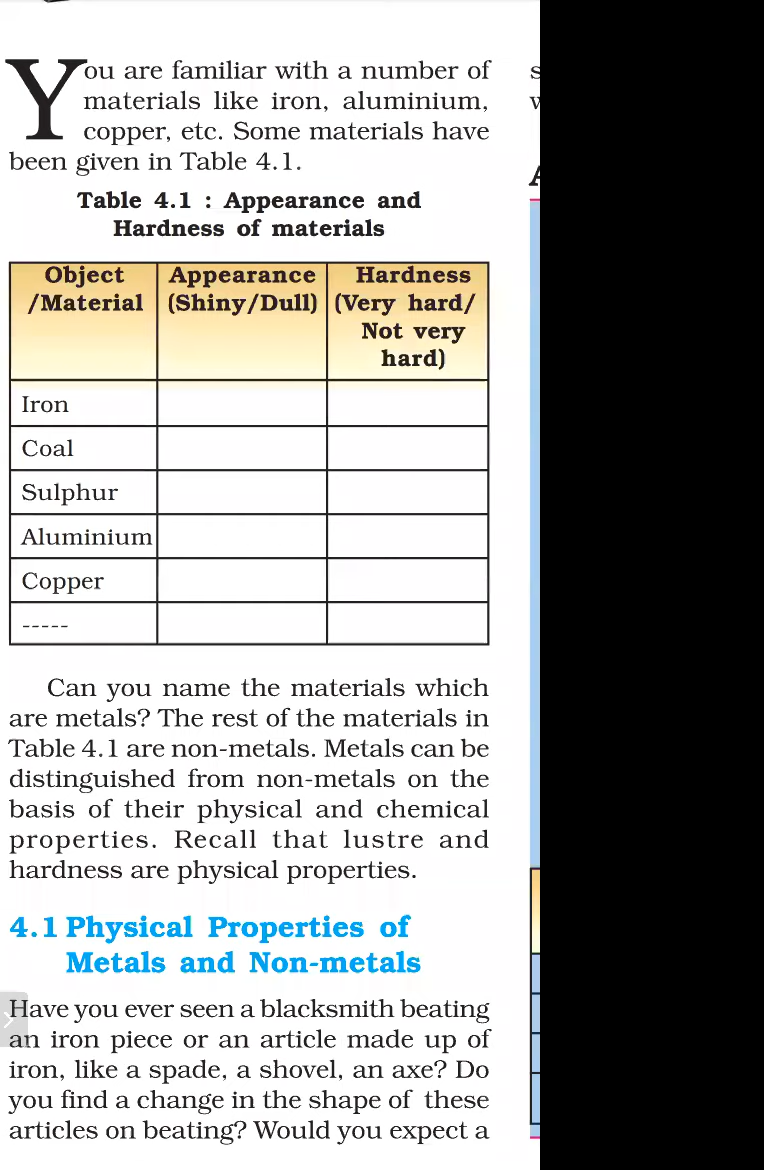 You are familiar with a number of
materials like iron, aluminium,
copper, etc. Some materials have
been given in Table 4.1.
Table 4.1 : Appearance and
Hardness of materials
Object Appearance Hardness
/Material (Shiny/Dull) (Very hard/
Not very
hard)
Iron
Coal
Sulphur
Aluminium
Copper
-----
Can you name the materials which
are metals? The rest of the materials in
Table 4.1 are non-metals. Metals can be
distinguished from non-metals on the
basis of their physical and chemical
properties. Recall that lustre and
hardness are physical properties.
4.1 Physical Properties of
Metals and Non-metals
Have you ever seen a blacksmith beating
an iron piece or an article made up of
iron, like a spade, a shovel, an axe? Do
you find a change in the shape of these
articles on beating? Would you expect a